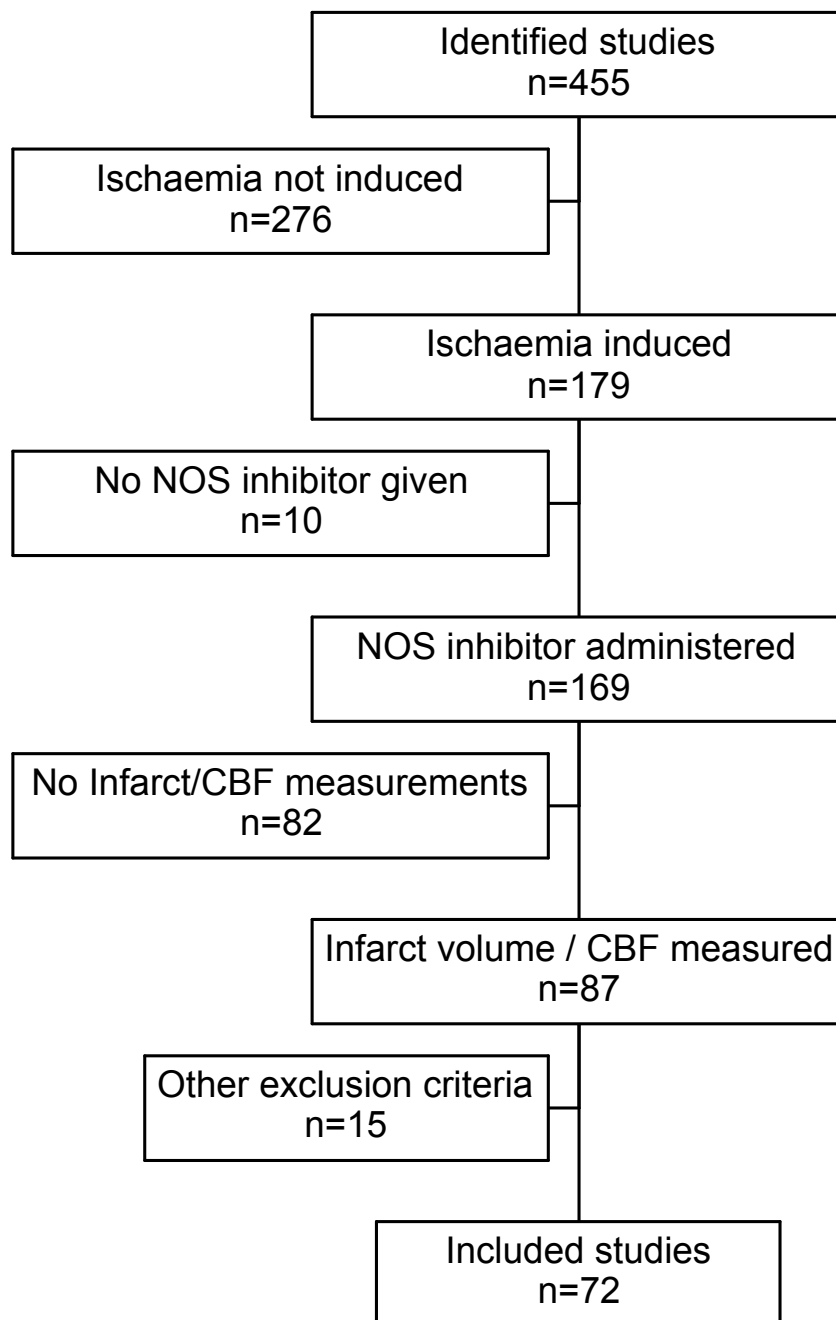 Identified studies
n=455
Ischaemia not induced
n=276
Ischaemia induced
n=179
No NOS inhibitor given
n=10
NOS inhibitor administered
n=169
No Infarct/CBF measurements
n=82
Infarct volume / CBF measured
n=87
Other exclusion criteria
n=15
Included studies
n=72